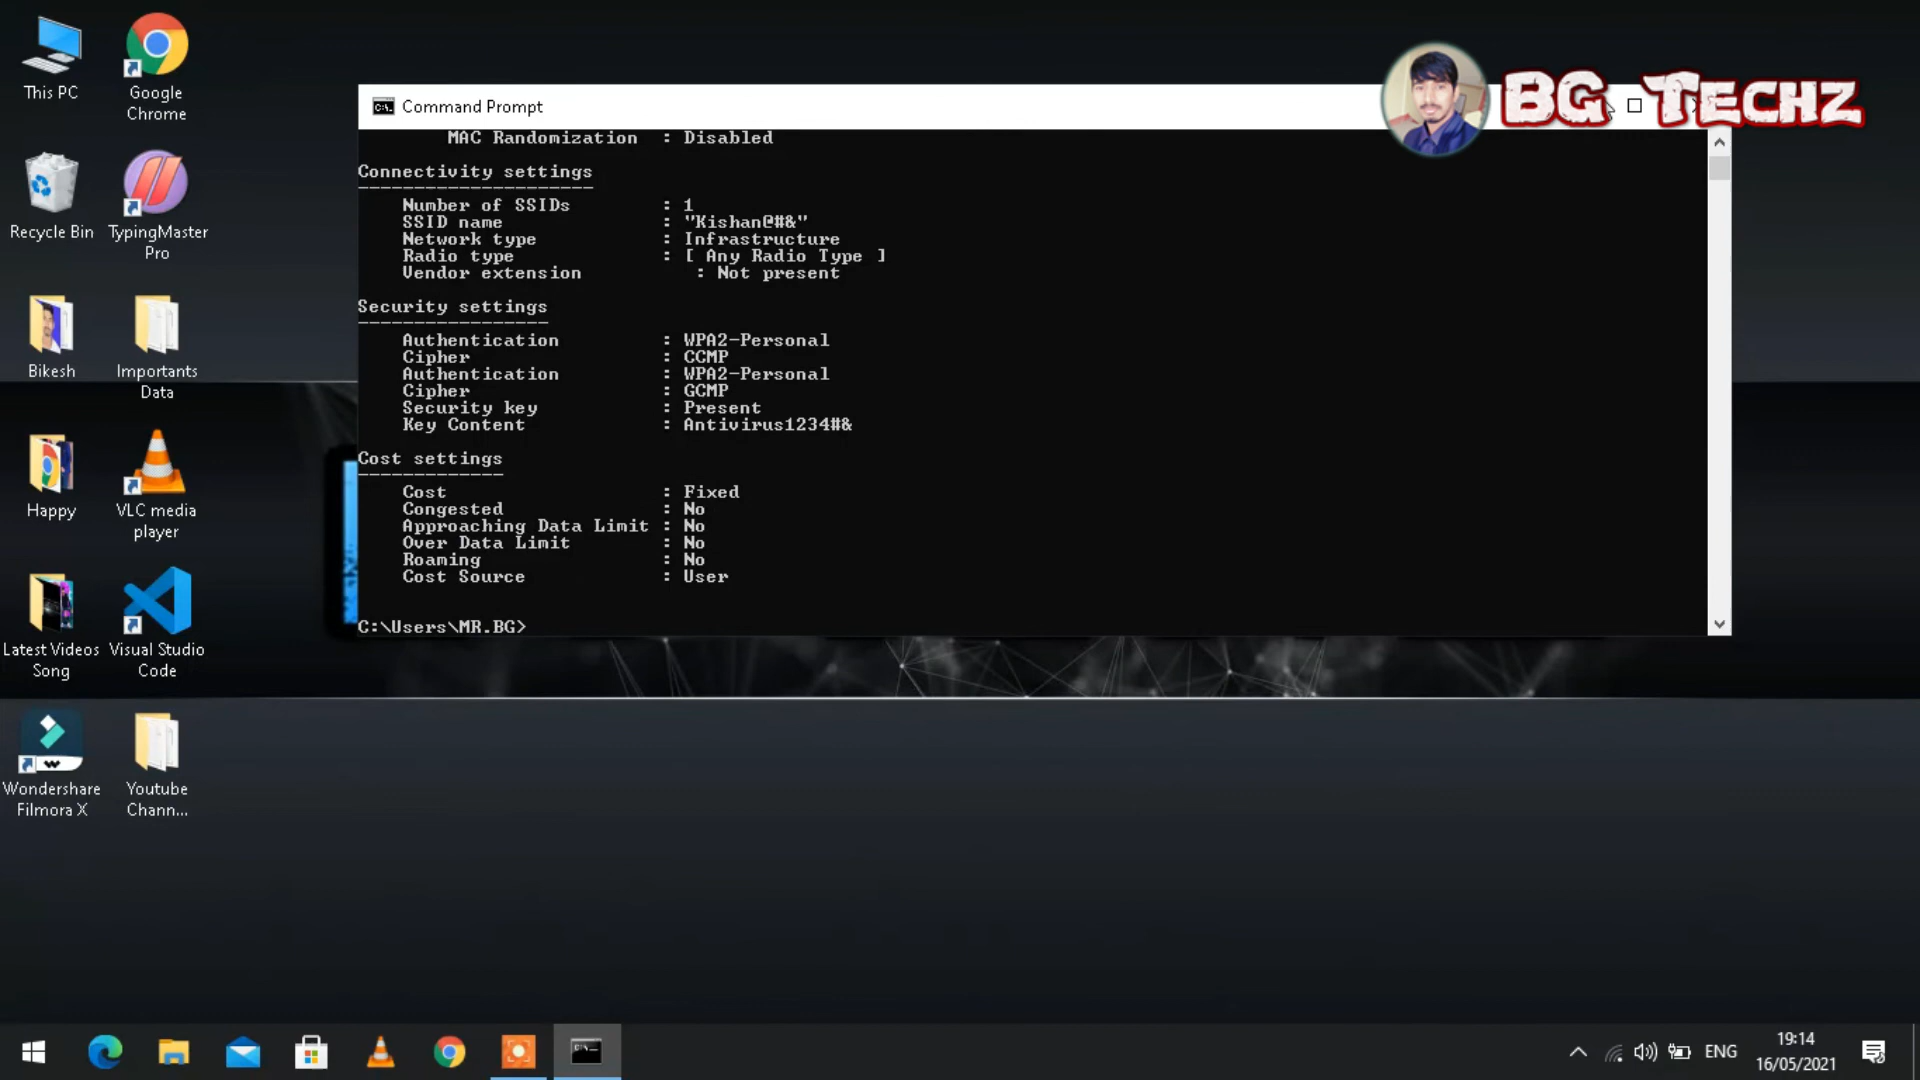 This PC
Google
Chrome
Recycle Bin
TypingMaster
Pro
Bikesh
Importants
Data
Happy
VLC media
player
Latest Videos
Song
Visual Studio
Code
Wondershare
Filmora X
Youtube
Chann...
BG Techz
Command Prompt
MAC Randomization : Disabled
Connectivity settings
---------------------
Number of SSIDs : 1
SSID name : "Kishan@#&"
Network type : Infrastructure
Radio type : [ Any Radio Type ]
Vendor extension : Not present
Security settings
-----------------
Authentication : WPA2-Personal
Cipher : CCMP
Authentication : WPA2-Personal
Cipher : GCMP
Security key : Present
Key Content : Antivirus1234#&
Cost settings
-------------
Cost : Fixed
Congested : No
Approaching Data Limit : No
Over Data Limit : No
Roaming : No
Cost Source : User
C:\Users\MR.BG>
ENG
19:14
16/05/2021